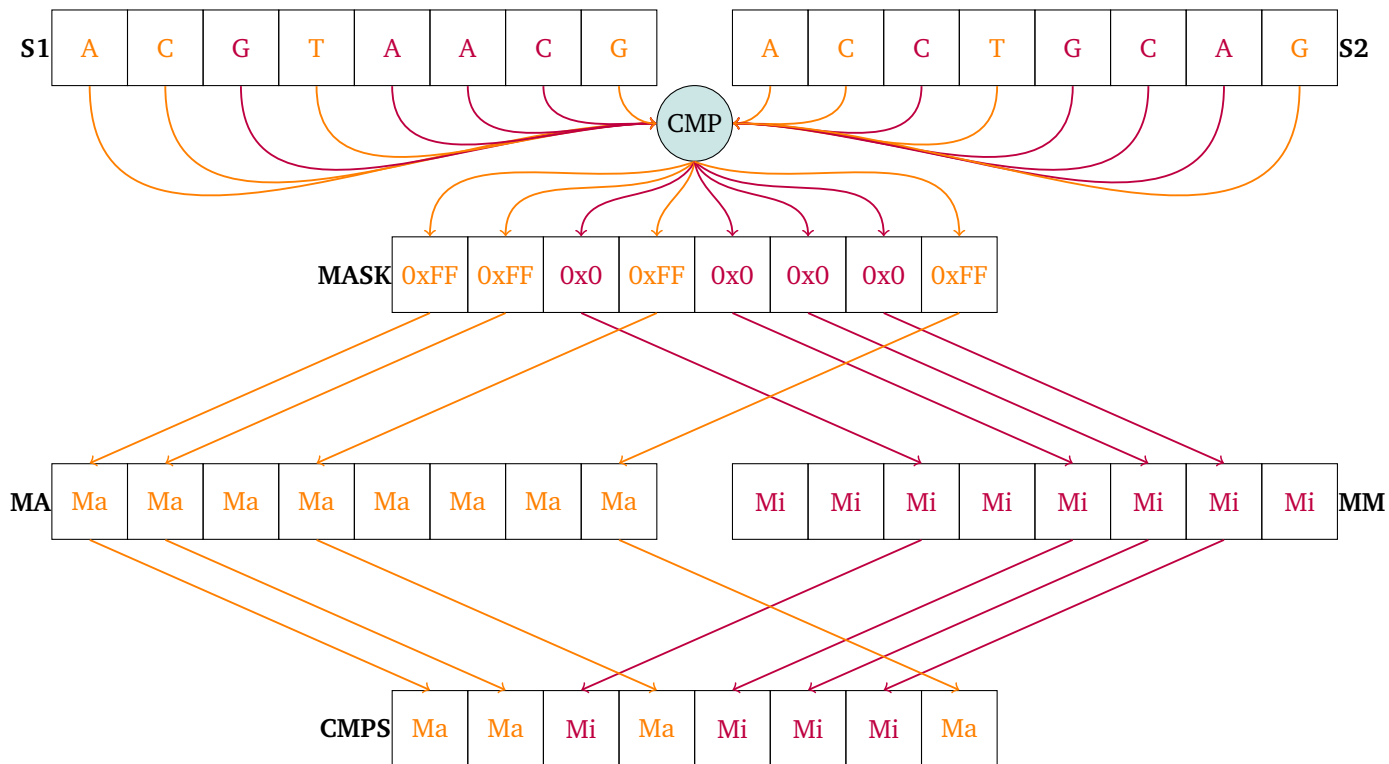 S1 A C G T A A C G A C C T G C A G S2
CMP
MASK 0xFF 0xFF 0x0 0xFF 0x0 0x0 0x0 0xFF
MA Ma Ma Ma Ma Ma Ma Ma Ma Mi Mi Mi Mi Mi Mi Mi Mi MM
CMPS Ma Ma Mi Ma Mi Mi Mi Ma